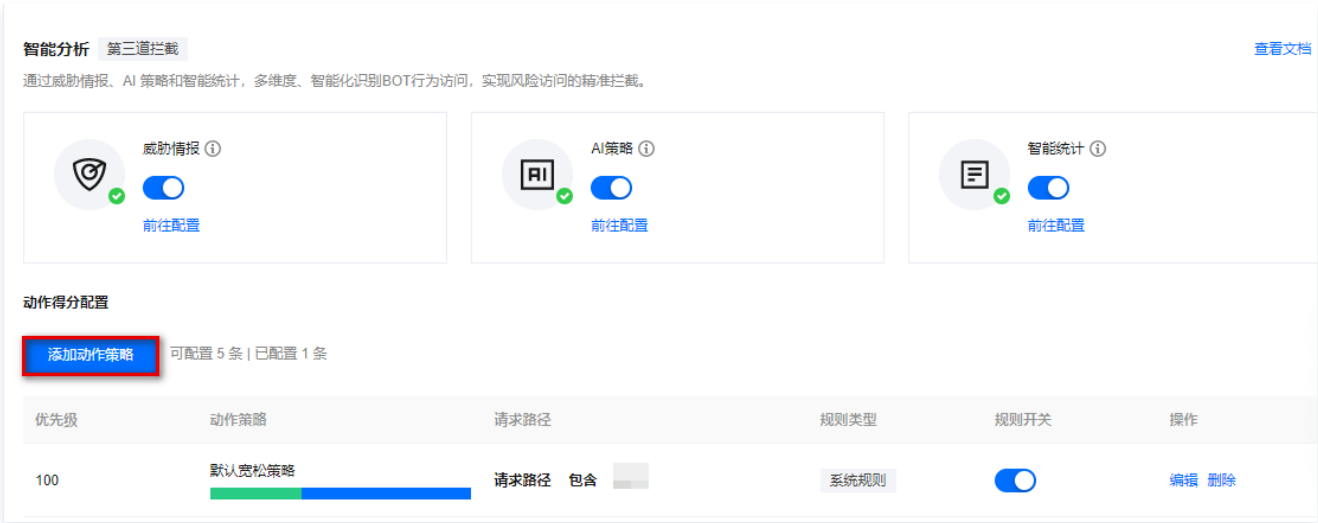 智能分析 第三道拦截 查看文档
通过威胁情报、AI 策略和智能统计，多维度、智能化识别BOT行为访问，实现风险访问的精准拦截。
威胁情报 AI策略 智能统计
AI
前往配置 前往配置 前往配置
动作得分配置
添加动作策略 可配置 5 条 | 已配置 1 条
优先级 动作策略 请求路径 规则类型 规则开关 操作
100 默认宽松策略 请求路径 包含 系统规则 编辑 删除